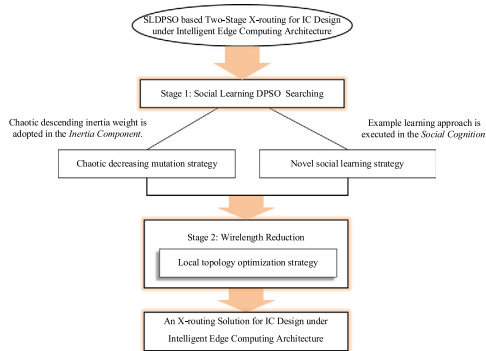 SLDPSO based Two-Stage X-routing for IC Design
under Intelligent Edge Computing Architecture
Stage 1: Social Learning DPSO Searching
Chaotic descending inertia weight is
adopted in the Inertia Component.
Example learning approach is
executed in the Social Cognition
Chaotic decreasing mutation strategy
Novel social learning strategy
Stage 2: Wirelength Reduction
Local topology optimization strategy
An X-routing Solution for IC Design under
Intelligent Edge Computing Architecture